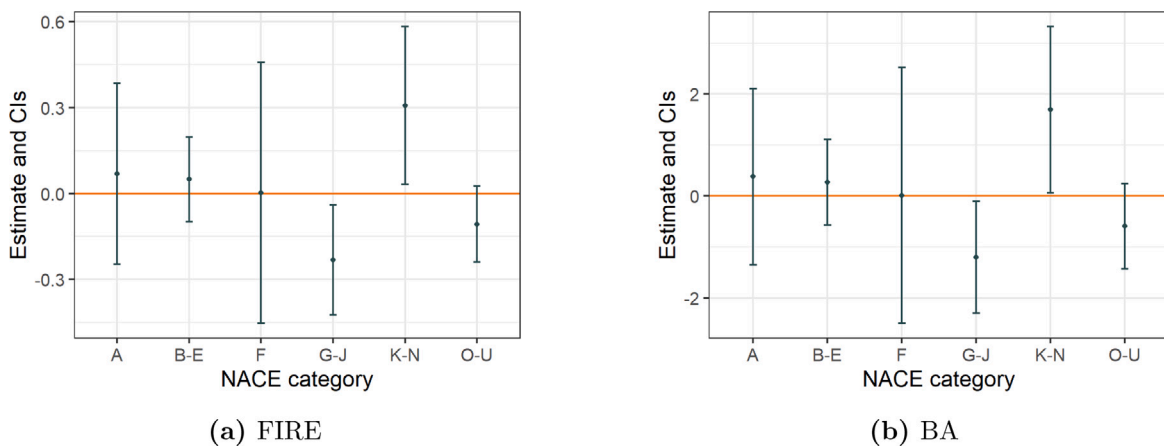 0.6
0.3
0.0
-0.3
Estimate and CIs
A B-E F G-J K-N O-U
NACE category
(a) FIRE
2
0
-2
Estimate and CIs
A B-E F G-J K-N O-U
NACE category
(b) BA